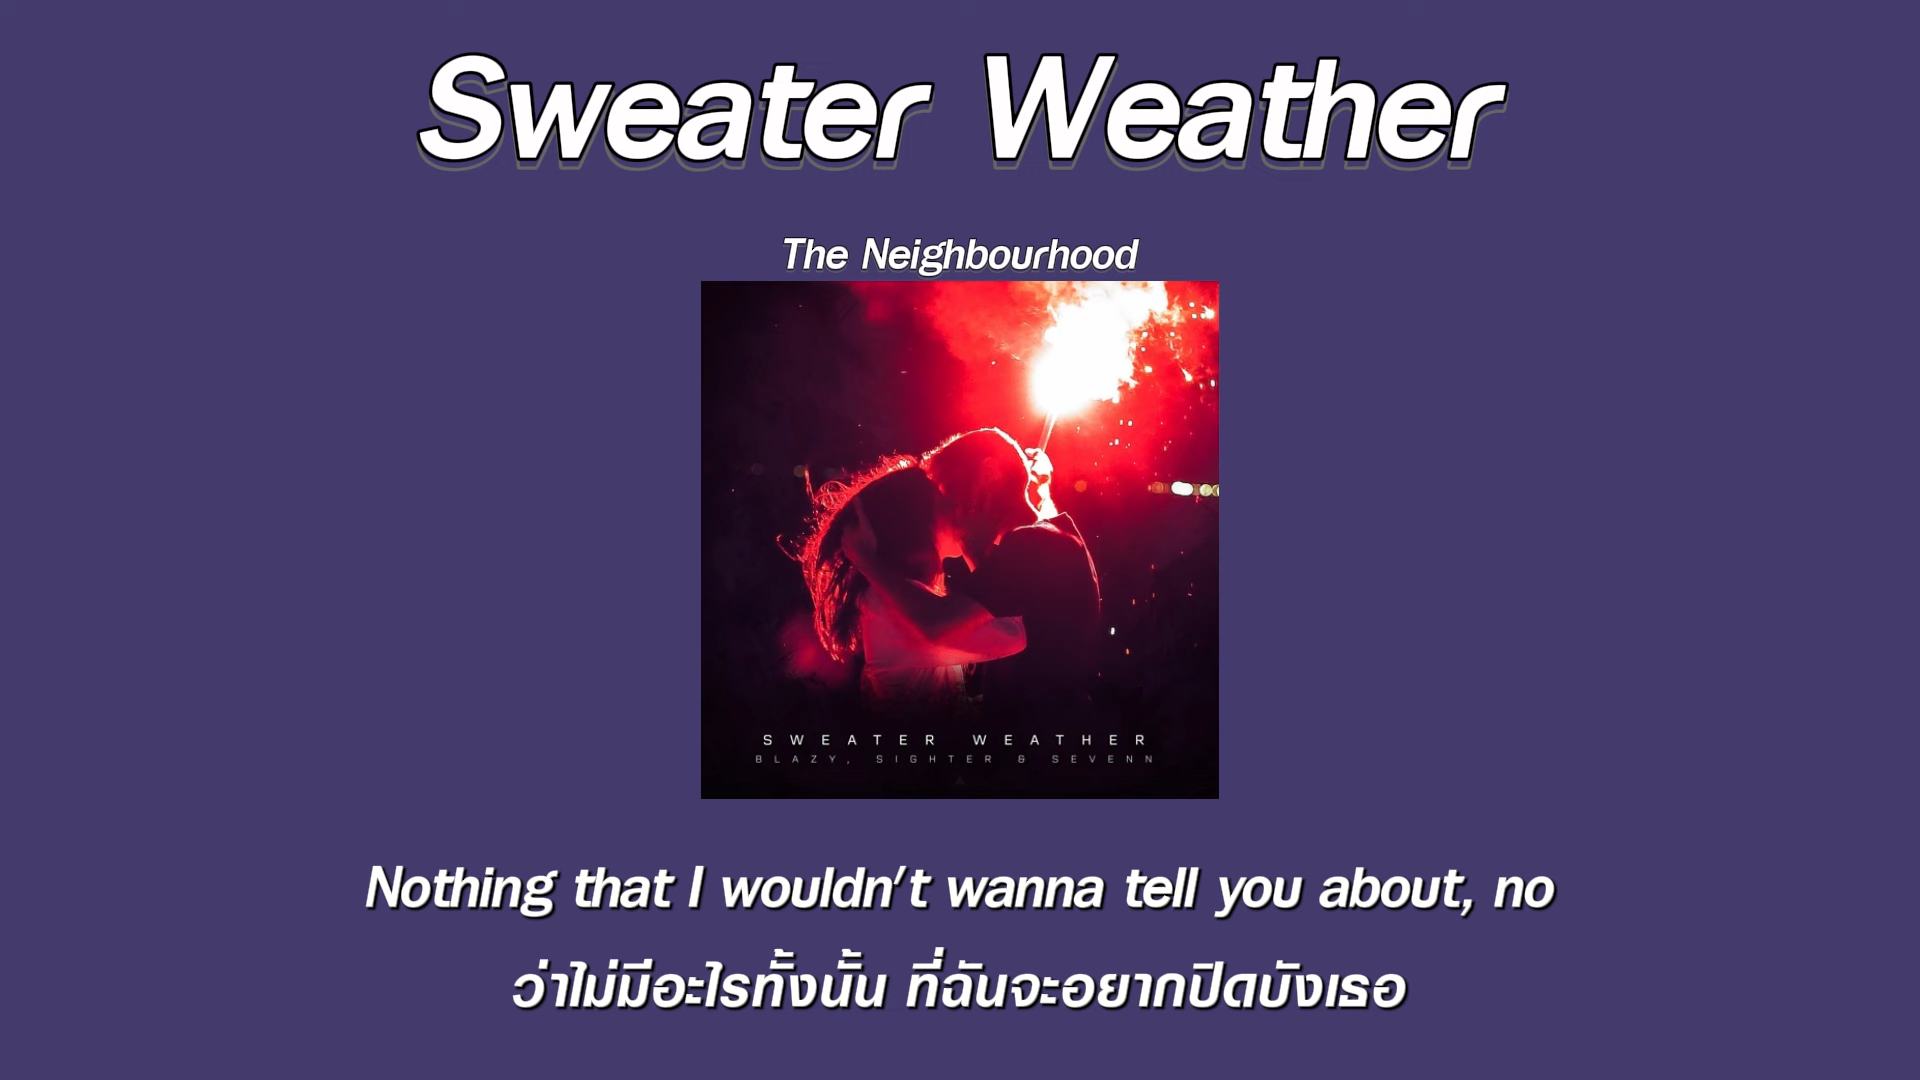 Sweater Weather
The Neighbourhood
SWEATER WEATHER
BLAZY, SIGHTER & SEVENN
Nothing that I wouldn't wanna tell you about, no
ว่าไม่มีอะไรทั้งนั้น ที่ฉันจะอยากปิดบังเธอ